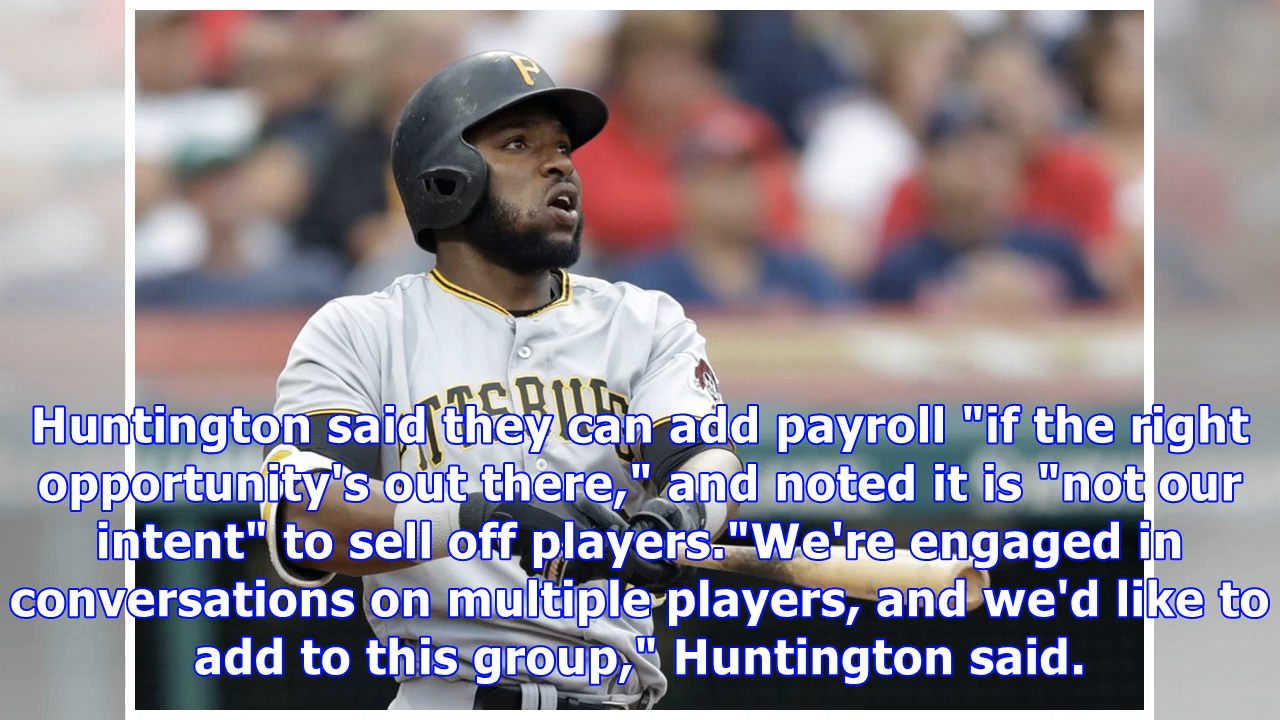 P
PITTSBURG
Huntington said they can add payroll "if the right
opportunity's out there," and noted it is "not our
intent" to sell off players."We're engaged in
conversations on multiple players, and we'd like to
add to this group," Huntington said.